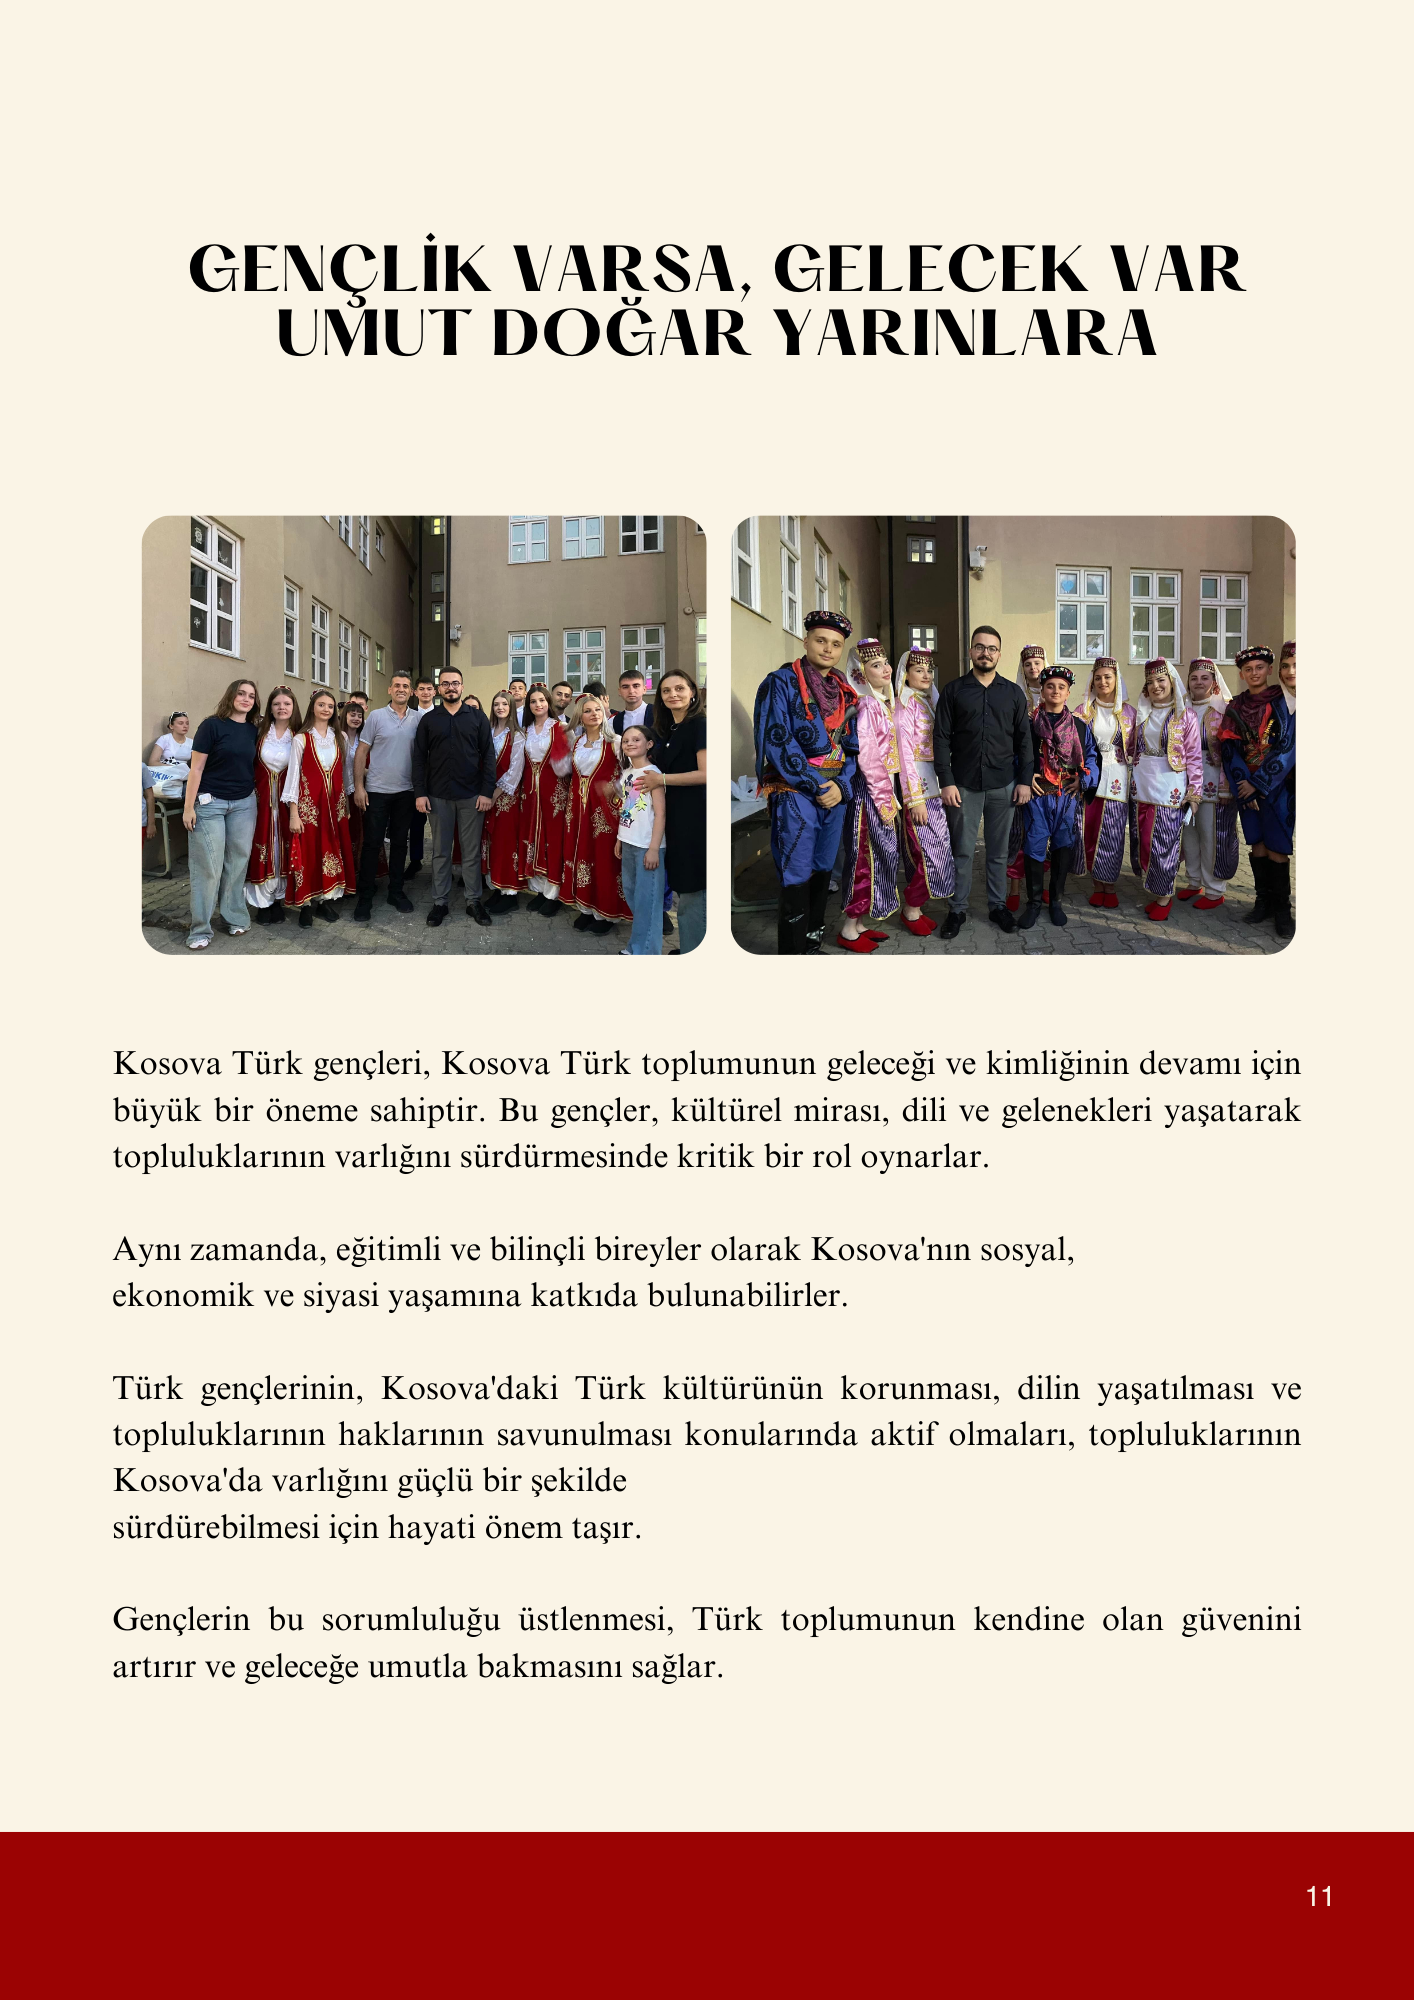 GENÇLİK VARSA, GELECEK VAR
UMUT DOĞAR YARINLARA
Kosova Türk gençleri, Kosova Türk toplumunun geleceği ve kimliğinin devamı için
büyük bir öneme sahiptir. Bu gençler, kültürel mirası, dili ve gelenekleri yaşatarak
topluluklarının varlığını sürdürmesinde kritik bir rol oynarlar.
Aynı zamanda, eğitimli ve bilinçli bireyler olarak Kosova'nın sosyal,
ekonomik ve siyasi yaşamına katkıda bulunabilirler.
Türk gençlerinin, Kosova'daki Türk kültürünün korunması, dilin yaşatılması ve
topluluklarının haklarının savunulması konularında aktif olmaları, topluluklarının
Kosova'da varlığını güçlü bir şekilde
sürdürebilmesi için hayati önem taşır.
Gençlerin bu sorumluluğu üstlenmesi, Türk toplumunun kendine olan güvenini
artırır ve geleceğe umutla bakmasını sağlar.
11